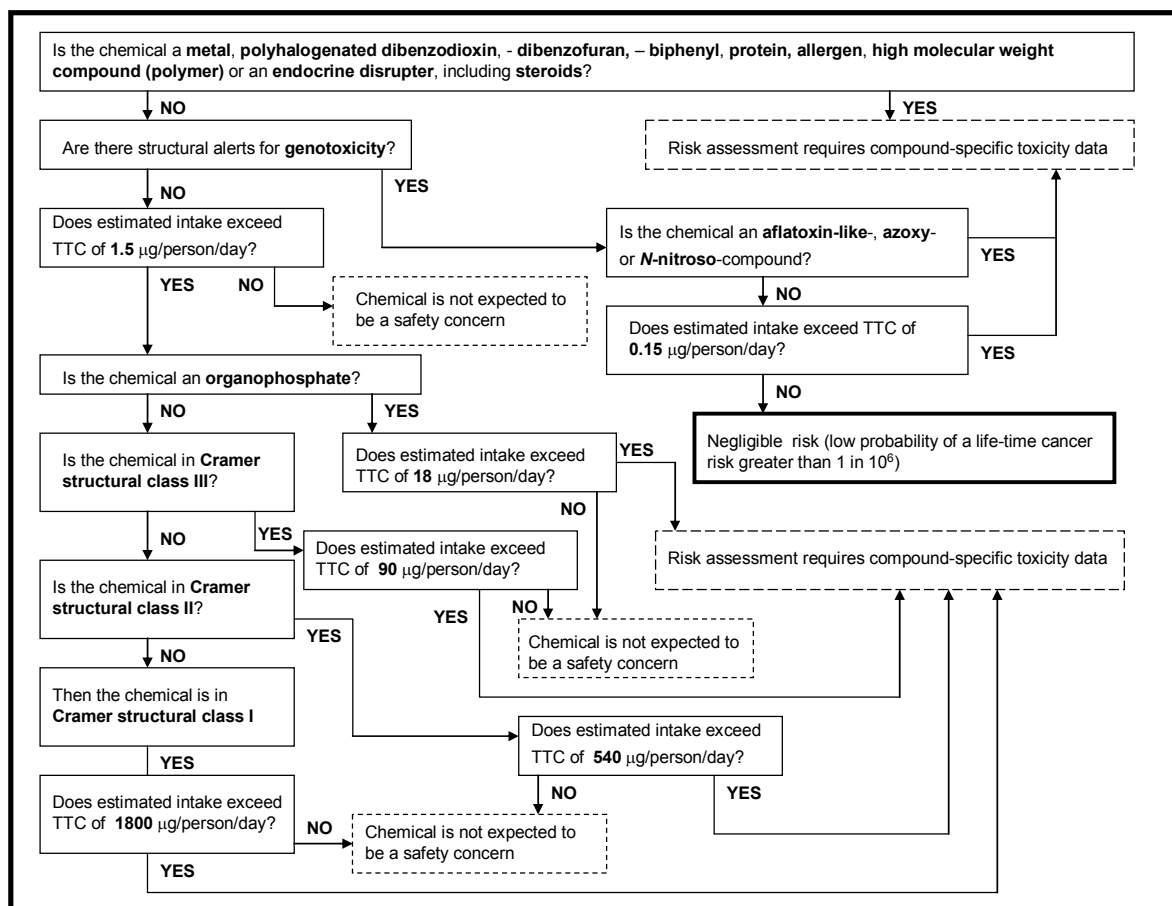 Is the chemical a metal, polyhalogenated dibenzodioxin, - dibenzofuran, – biphenyl, protein, allergen, high molecular weight
compound (polymer) or an endocrine disrupter, including steroids?
NO
YES
Are there structural alerts for genotoxicity?
Risk assessment requires compound-specific toxicity data
NO
YES
Does estimated intake exceed
TTC of 1.5 μg/person/day?
Is the chemical an aflatoxin-like-, azoxy-
or N-nitroso-compound?
YES
YES
NO
Chemical is not expected to
be a safety concern
NO
Does estimated intake exceed TTC of
0.15 μg/person/day?
YES
Is the chemical an organophosphate?
NO
NO
YES
Negligible risk (low probability of a life-time cancer
risk greater than 1 in 10⁶)
Is the chemical in Cramer
structural class III?
Does estimated intake exceed
TTC of 18 μg/person/day?
YES
NO
NO
YES
Does estimated intake exceed
TTC of 90 μg/person/day?
Risk assessment requires compound-specific toxicity data
Is the chemical in Cramer
structural class II?
YES
NO
YES
Chemical is not expected to
be a safety concern
NO
Then the chemical is in
Cramer structural class I
Does estimated intake exceed
TTC of 540 μg/person/day?
YES
NO
YES
Does estimated intake exceed
TTC of 1800 μg/person/day?
NO
Chemical is not expected to
be a safety concern
YES